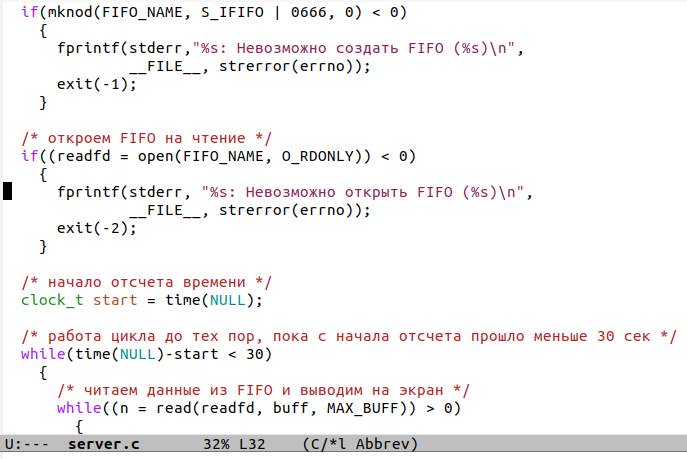 if(mknod(FIFO_NAME, S_IFIFO | 0666, 0) < 0)
{
fprintf(stderr,"%s: Невозможно создать FIFO (%s)\n",
__FILE__, strerror(errno));
exit(-1);
}
/* откроем FIFO на чтение */
if((readfd = open(FIFO_NAME, O_RDONLY)) < 0)
{
fprintf(stderr, "%s: Невозможно открыть FIFO (%s)\n",
__FILE__, strerror(errno));
exit(-2);
}
/* начало отсчета времени */
clock_t start = time(NULL);
/* работа цикла до тех пор, пока с начала отсчета прошло меньше 30 сек */
while(time(NULL)-start < 30)
{
/* читаем данные из FIFO и выводим на экран */
while((n = read(readfd, buff, MAX_BUFF)) > 0)
{
U:--- server.c 32% L32 (C/*l Abbrev)